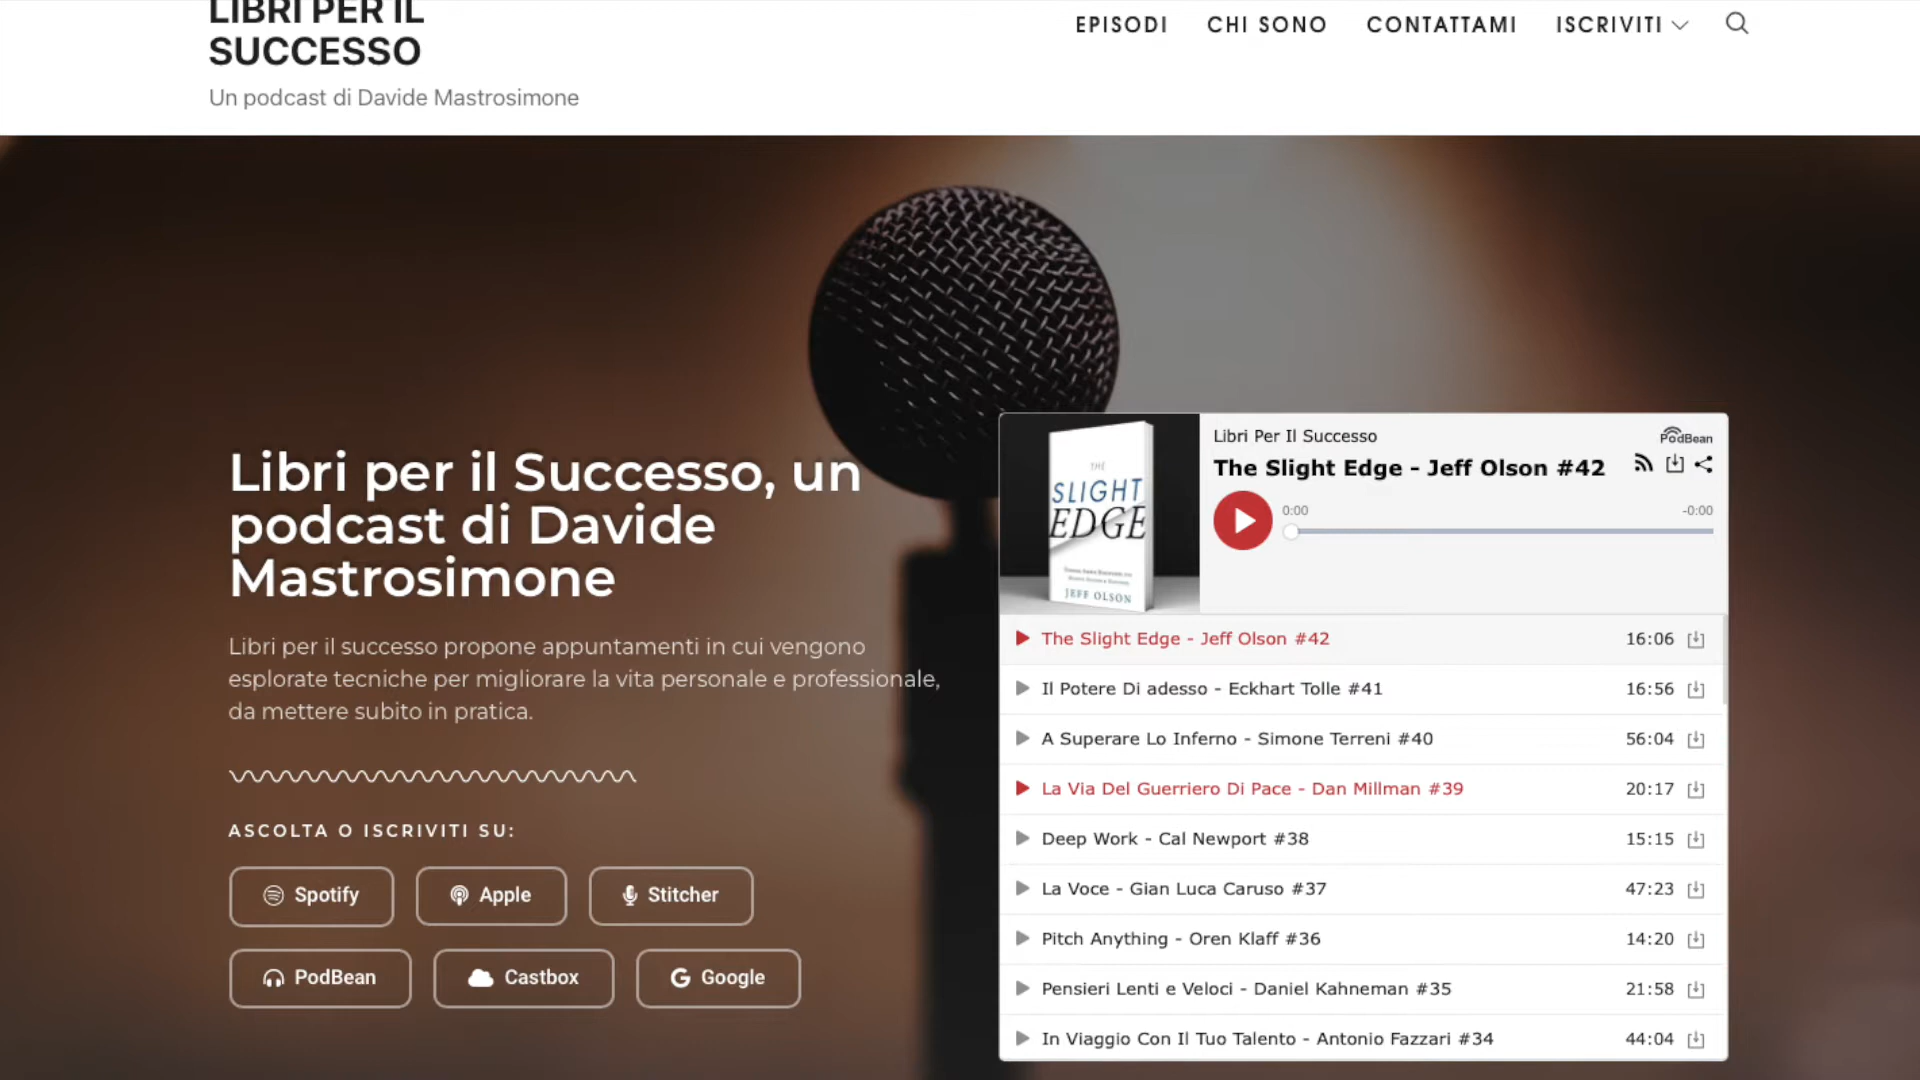 LIBRI PER IL
SUCCESSO
Un podcast di Davide Mastrosimone
EPISODI
CHI SONO
CONTATTAMI
ISCRIVITI
Libri per il Successo, un
podcast di Davide
Mastrosimone
Libri per il successo propone appuntamenti in cui vengono
esplorate tecniche per migliorare la vita personale e professionale,
da mettere subito in pratica.
ASCOLTA O ISCRIVITI SU:
Spotify
Apple
Stitcher
PodBean
Castbox
Google
THE
SLIGHT
EDGE
JEFF OLSON
Libri Per Il Successo
PodBean
The Slight Edge - Jeff Olson #42
0:00
-0:00
The Slight Edge - Jeff Olson #42 16:06
Il Potere Di adesso - Eckhart Tolle #41 16:56
A Superare Lo Inferno - Simone Terreni #40 56:04
La Via Del Guerriero Di Pace - Dan Millman #39 20:17
Deep Work - Cal Newport #38 15:15
La Voce - Gian Luca Caruso #37 47:23
Pitch Anything - Oren Klaff #36 14:20
Pensieri Lenti e Veloci - Daniel Kahneman #35 21:58
In Viaggio Con Il Tuo Talento - Antonio Fazzari #34 44:04